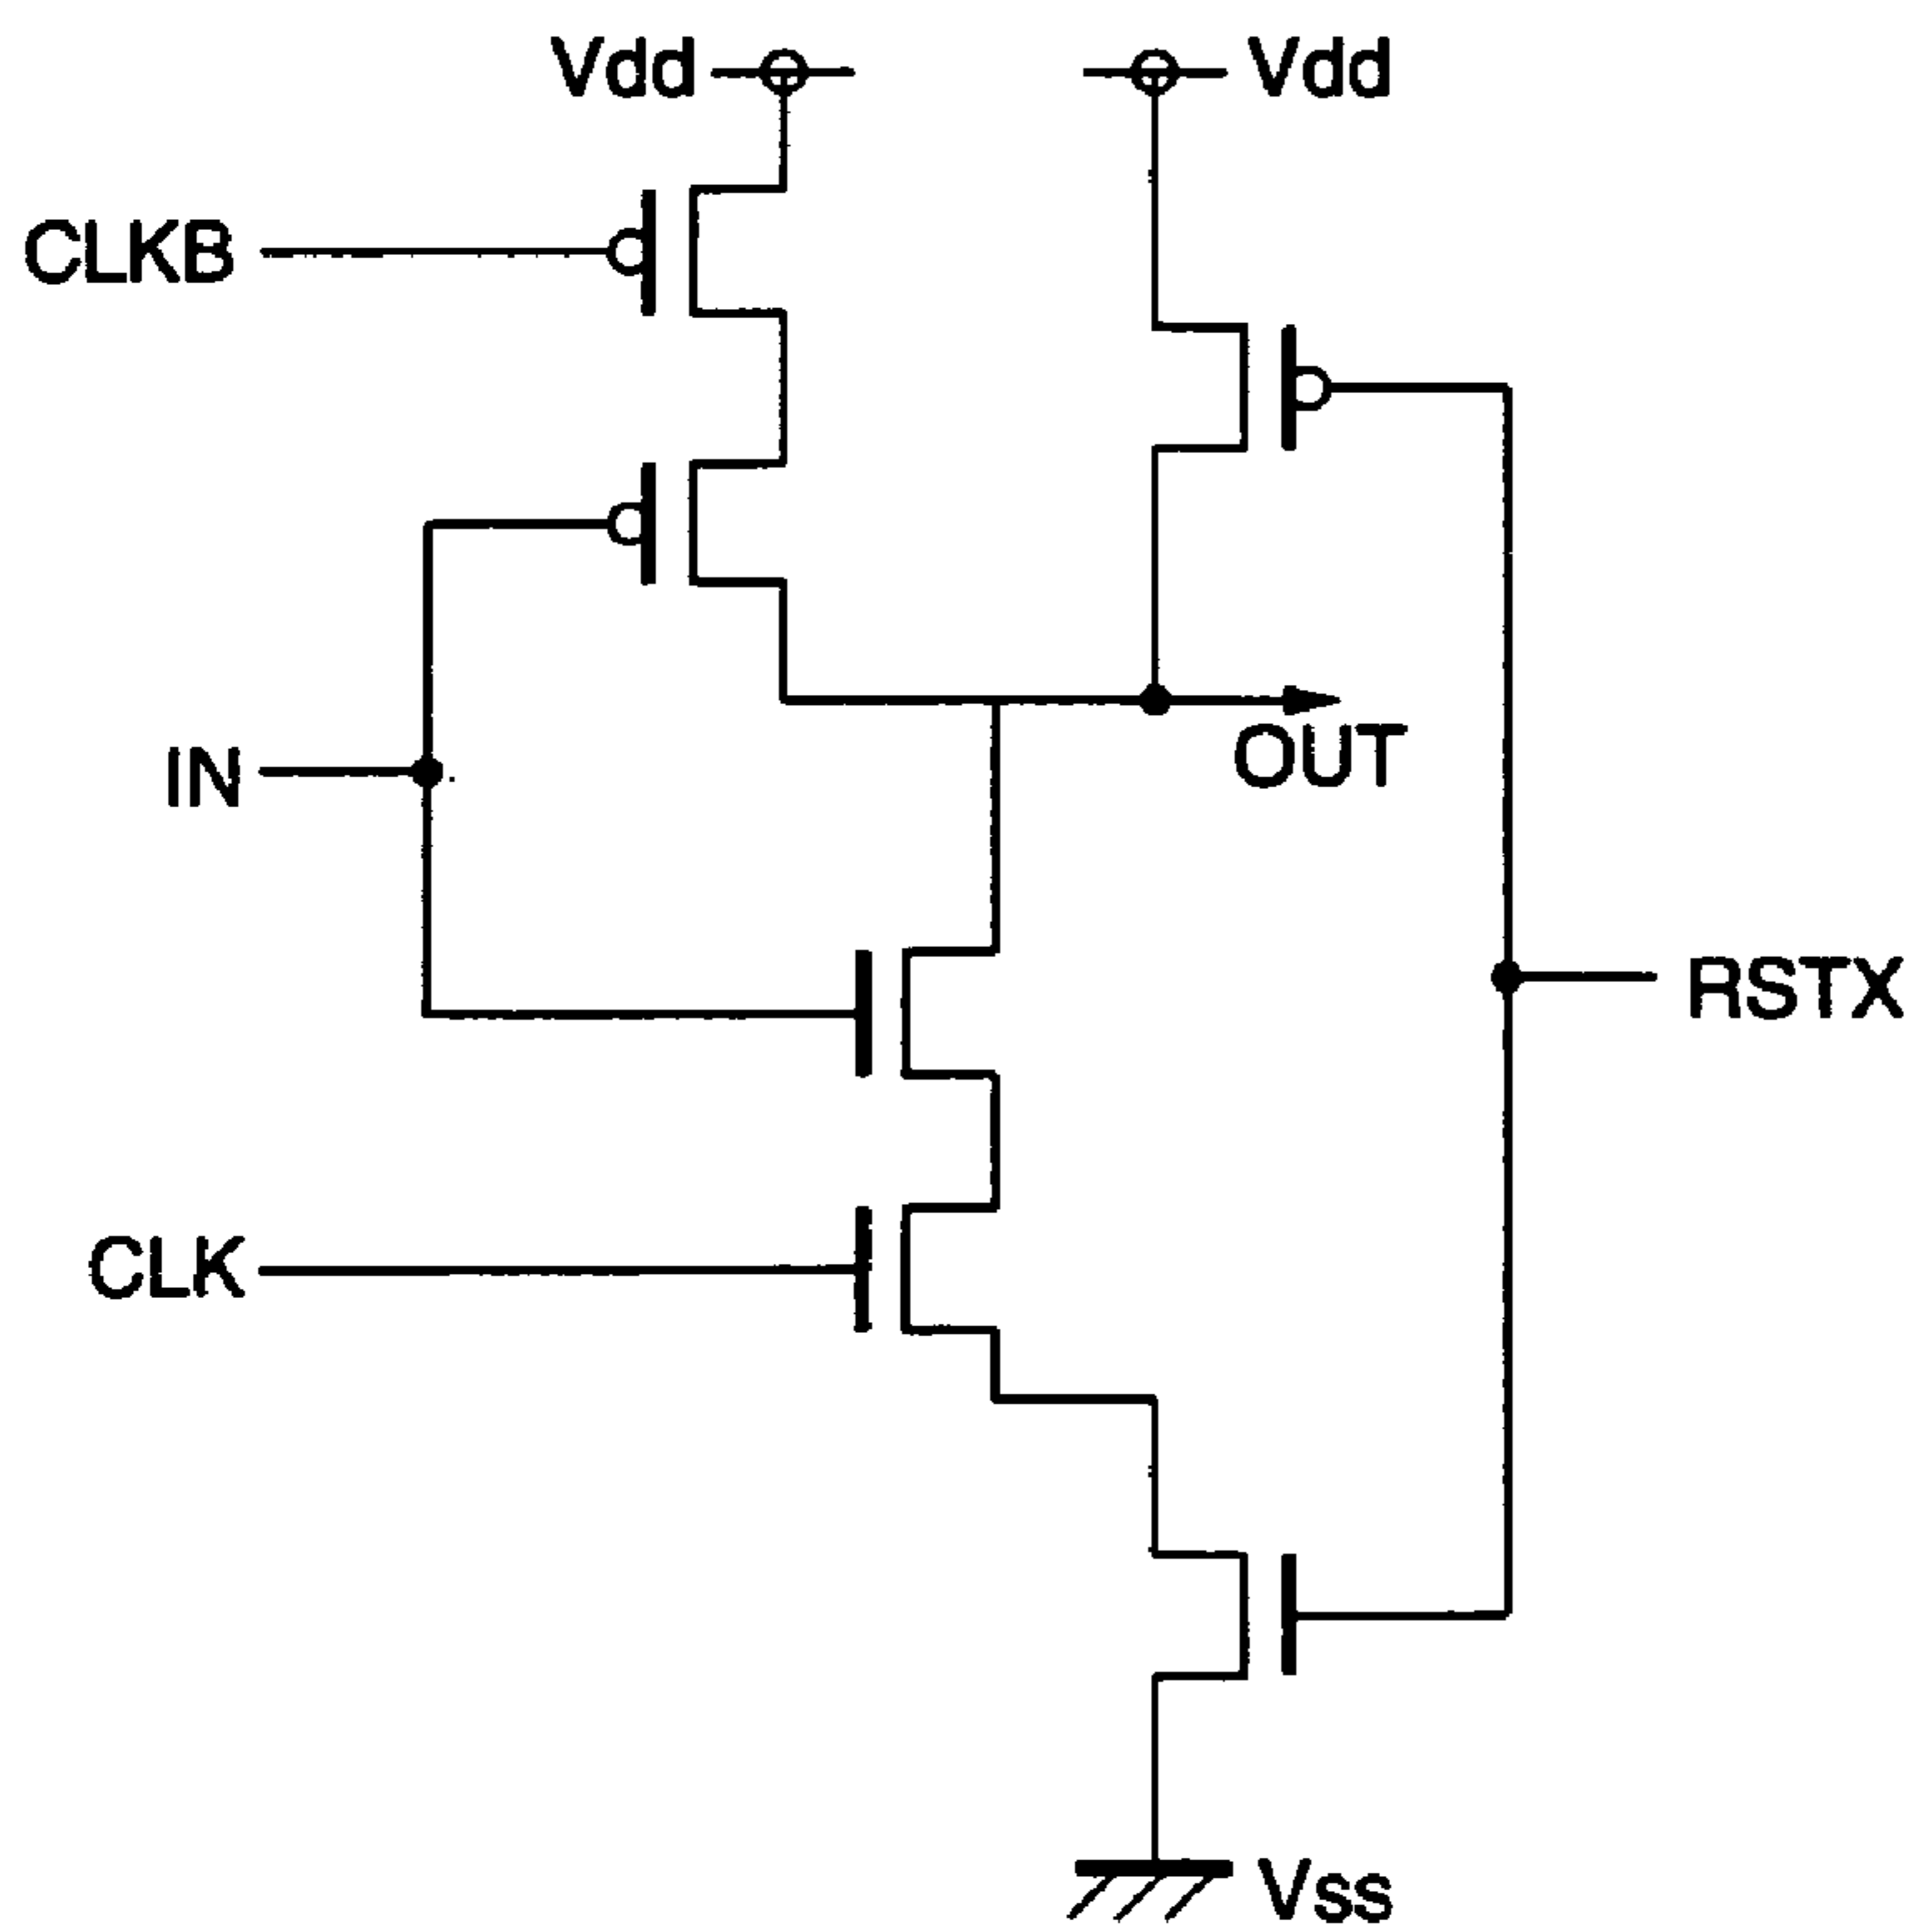 Vdd
Vdd
CLKB
IN
OUT
RSTX
CLK
Vss